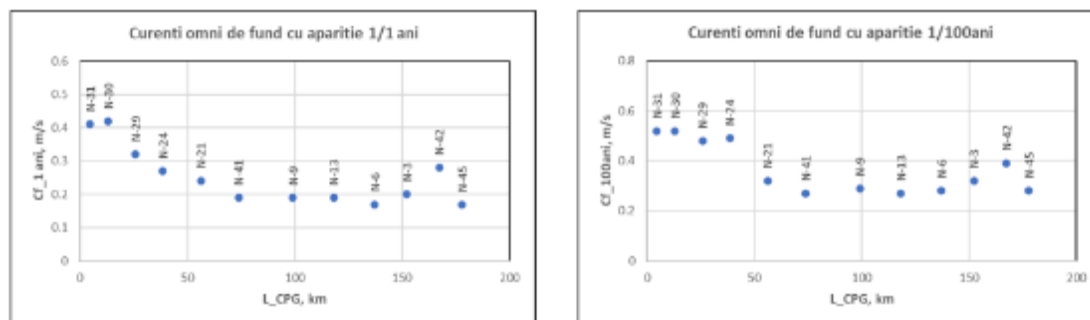 Curenti omni de fund cu aparitie 1/1 ani
Cf_1 ani, m/s
0.6
0.5
0.4
0.3
0.2
0.1
0
N-31
N-30
N-29
N-24
N-21
N-41
N-9
N-13
N-6
N-3
N-42
N-45
0
50
100
150
200
L_CPG, km
Curenti omni de fund cu aparitie 1/100ani
Cf_100ani, m/s
0.8
0.6
0.4
0.2
0
N-31
N-30
N-29
N-24
N-21
N-41
N-9
N-13
N-6
N-3
N-42
N-45
0
50
100
150
200
L_CPG, km